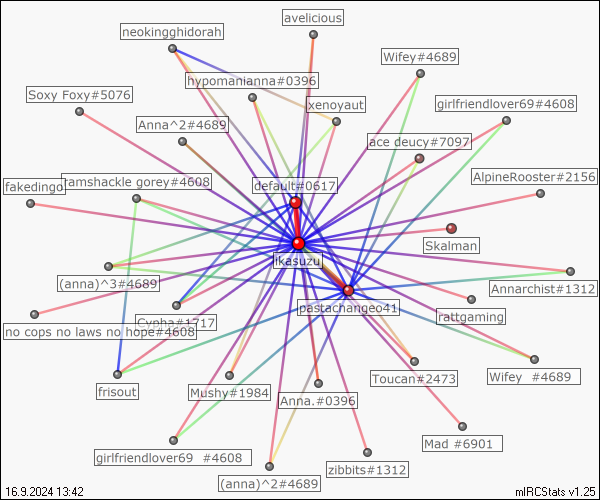 avelicious
neokingghidorah
Wifey#4689
hypomanianna#0396
Soxy Foxy#5076
xenoyaut
girlfriendlover69#4608
Anna^2#4689
ace deucy#7097
AlpineRooster#2156
fakedingo
ramshackle gorey#4608
default#0617
Skalman
ikasuzu
(anna)^3#4689
Annarchist#1312
pastachangeo41
rattgaming
no cops no laws no hope#4608
Cypha#1717
frisout
Mushy#1984
Anna.#0396
Toucan#2473
Wifey #4689
girlfriendlover69 #4608
Mad #6901
zibbits#1312
(anna)^2#4689
16.9.2024 13:42
mIRCStats v1.25